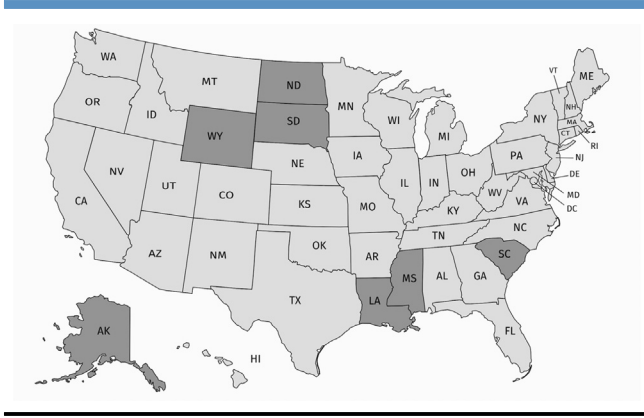 WA
MT
ND
MN
VT
ME
OR
ID
SD
WI
MI
NY
NH
MA
CT
RI
WY
NV
UT
CO
NE
IA
IL
IN
OH
PA
NJ
DE
MD
DC
CA
KS
MO
KY
WV
VA
AZ
NM
OK
AR
TN
NC
SC
TX
LA
MS
AL
GA
FL
AK
HI